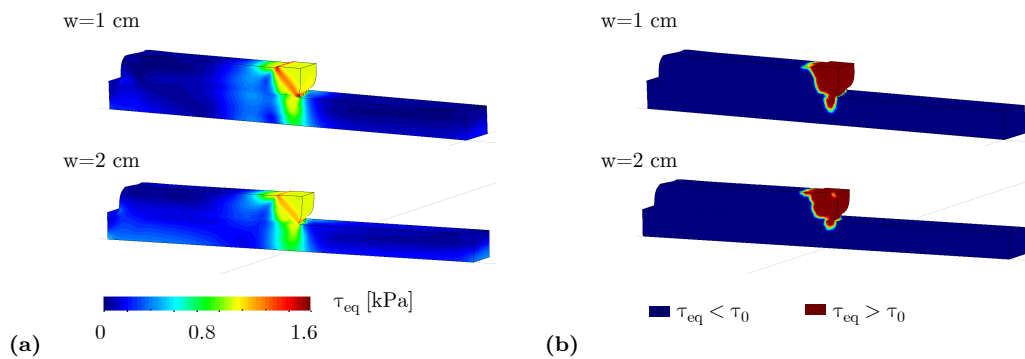 w=1 cm
w=2 cm
τeq [kPa]
0 0.8 1.6
(a)
w=1 cm
w=2 cm
τeq < τ0 τeq > τ0
(b)